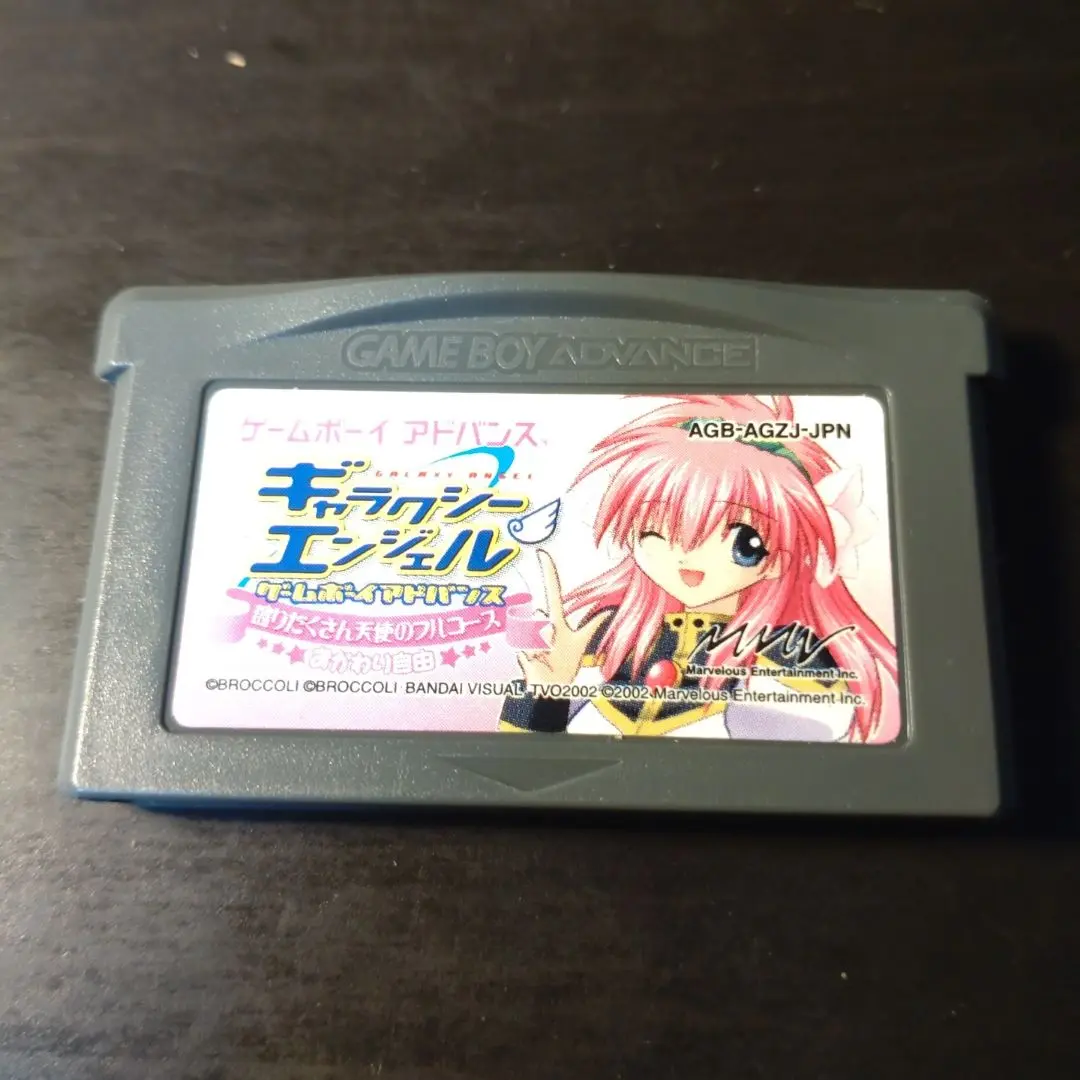 GAME BOY ADVANCE
ゲームボーイ アドバンス
AGB-AGZJ-JPN
GALAXY ANGEL
ギャラクシー
エンジェル
ゲームボーイアドバンス
盛りだくさん天使のフルコース
おかわり自由
Marvelous Entertainment Inc.
©BROCCOLI ©BROCCOLI・BANDAI VISUAL・TVO2002 ©2002 Marvelous Entertainment Inc.